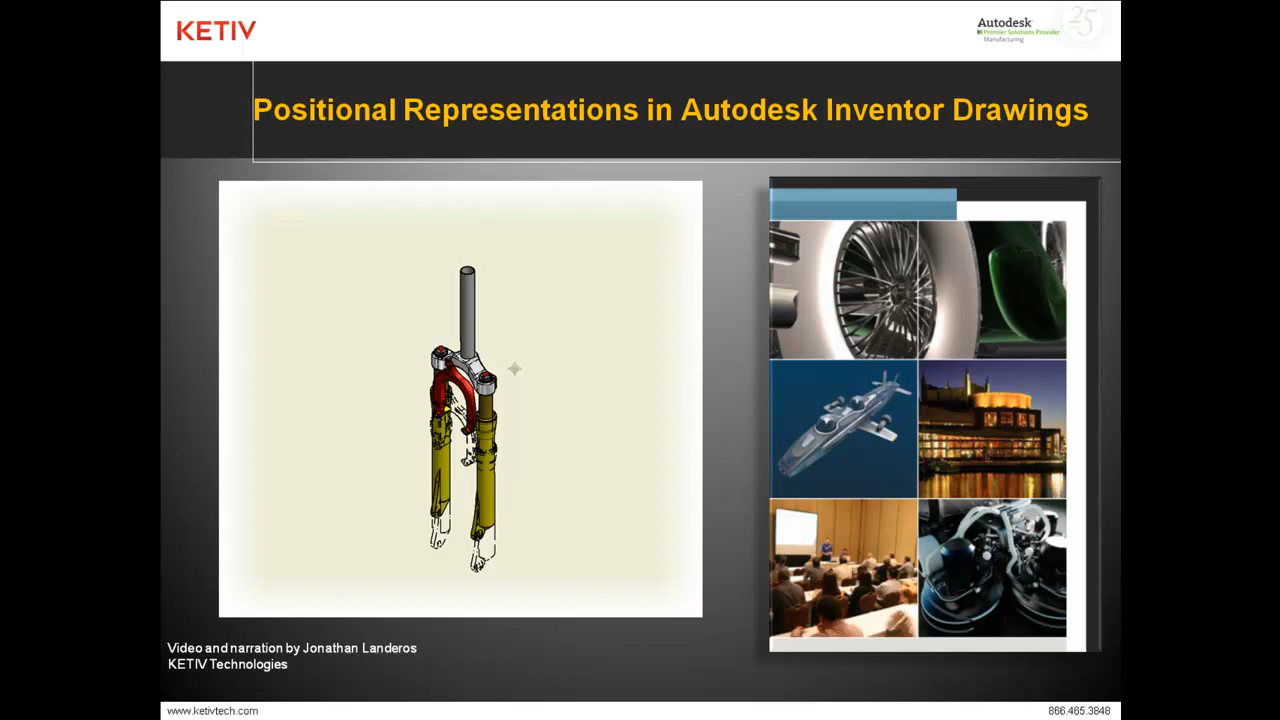 KETIV
Autodesk
Premier Solutions Provider
Manufacturing
25
Positional Representations in Autodesk Inventor Drawings
Video and narration by Jonathan Landeros
KETIV Technologies
www.ketivtech.com
866.465.3848